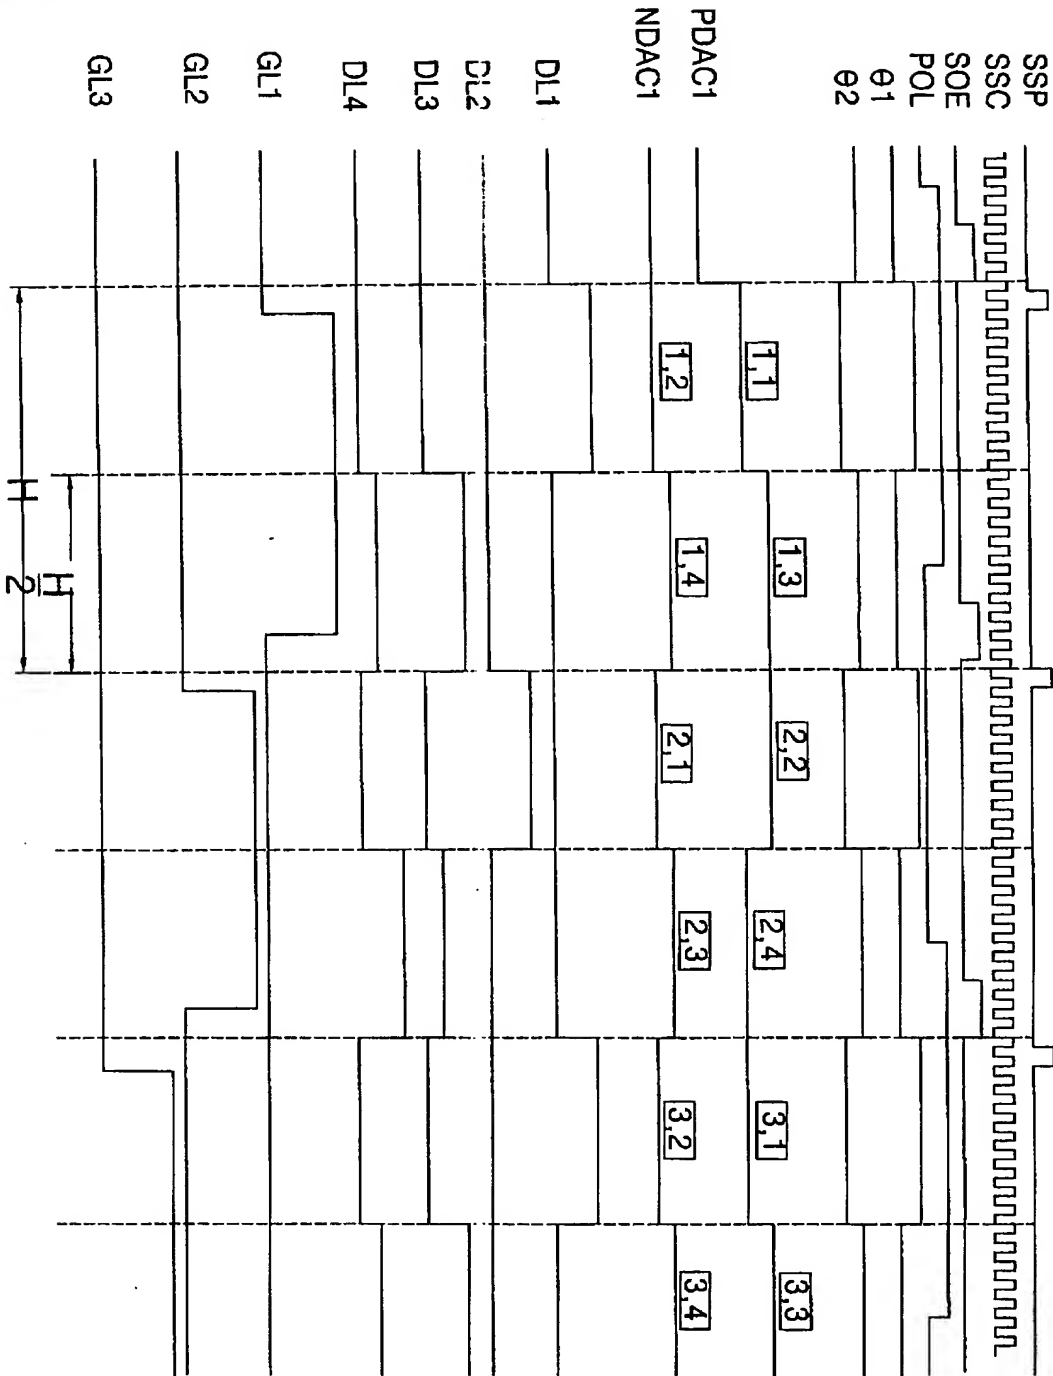 SSP
SSC
SOE
POL
θ1
θ2
PDAC1
1,1
1,3
2,2
2,4
3,1
3,3
NDAC1
1,2
1,4
2,1
2,3
3,2
3,4
DL1
DL2
DL3
DL4
GL1
GL2
GL3
H/2
H